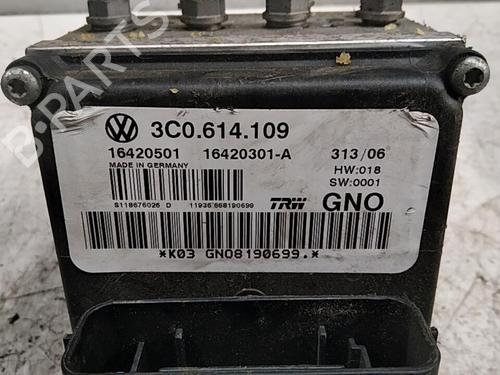 3C0.614.109
16420501 16420301-A 313/06
MADE IN GERMANY HW:018
SW:0001
S118676026 D 11936 668190699 TRW GNO
*K03 GNO8190699.*
B-PARTS